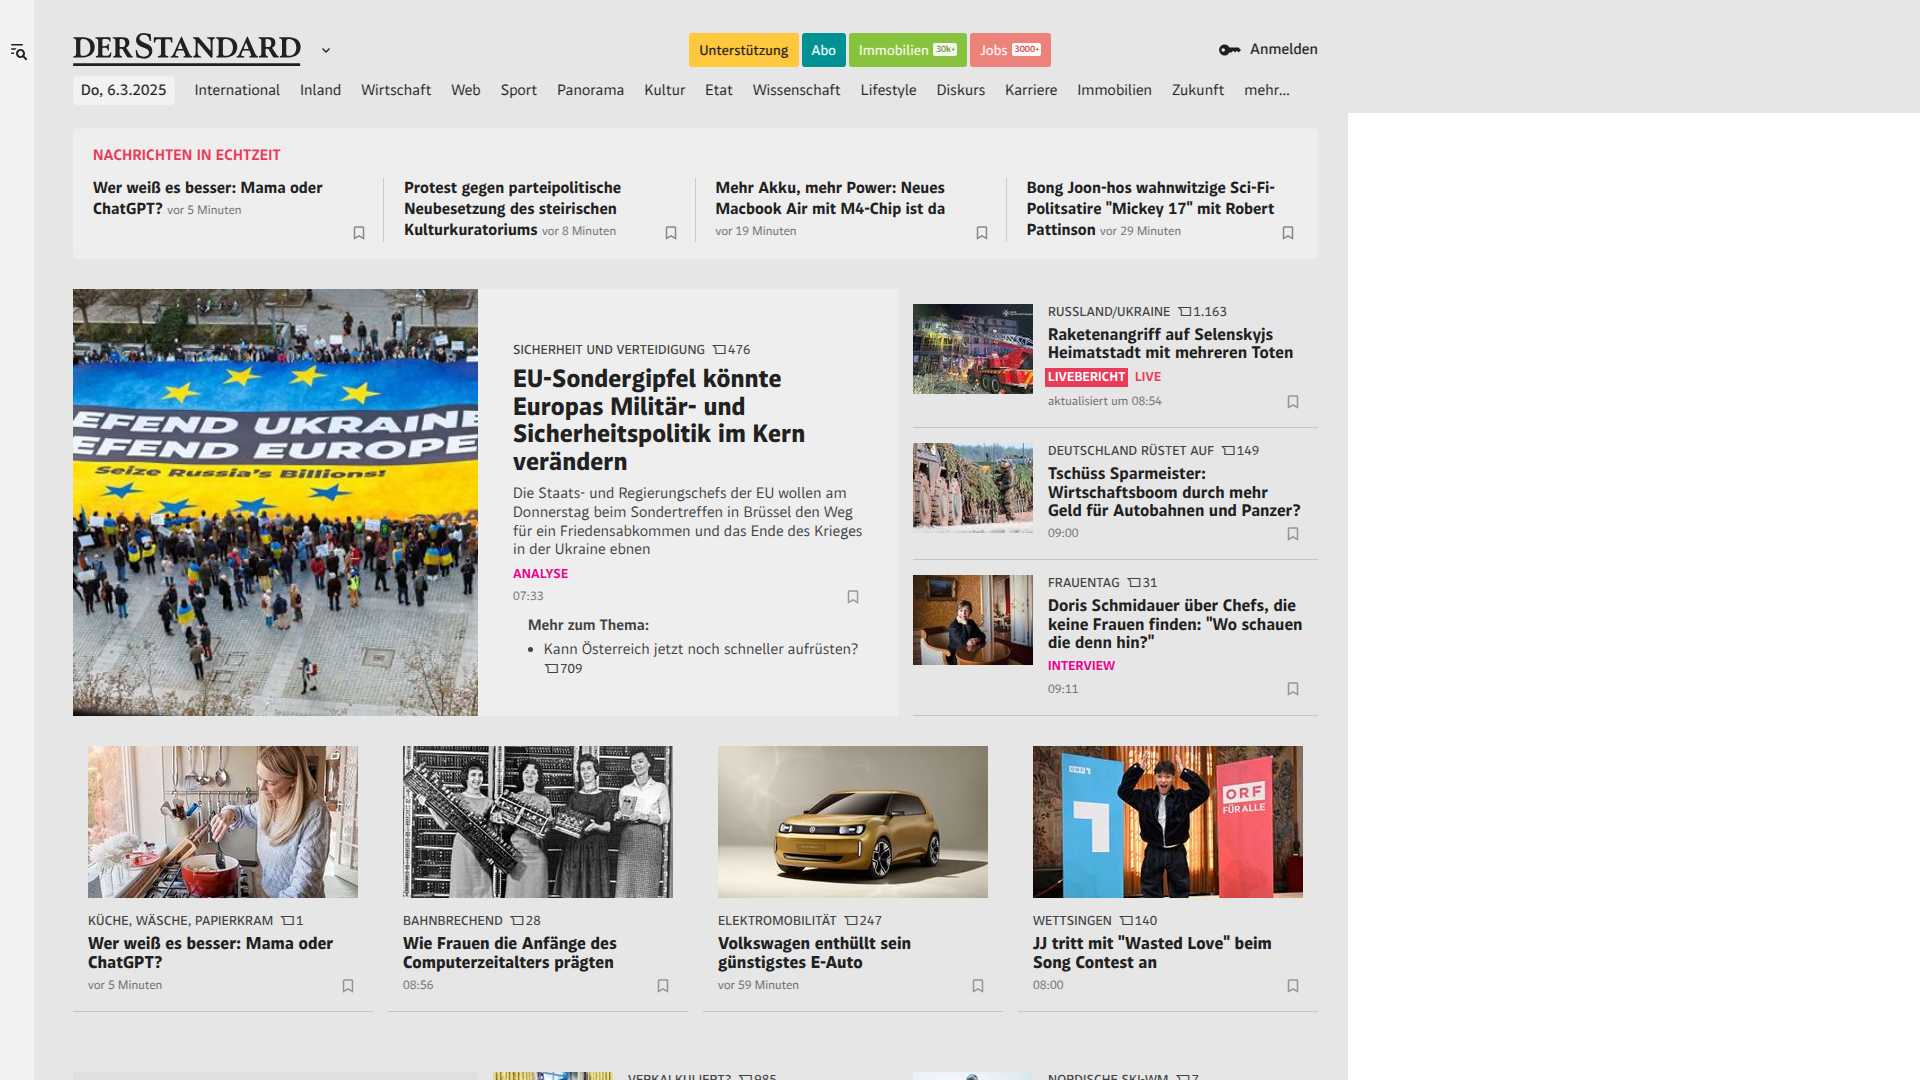 DERSTANDARD
Unterstützung
Abo
Immobilien 30k+
Jobs 3000+
Anmelden
Do, 6.3.2025
International
Inland
Wirtschaft
Web
Sport
Panorama
Kultur
Etat
Wissenschaft
Lifestyle
Diskurs
Karriere
Immobilien
Zukunft
mehr...
NACHRICHTEN IN ECHTZEIT
Wer weiß es besser: Mama oder
ChatGPT? vor 5 Minuten
Protest gegen parteipolitische
Neubesetzung des steirischen
Kulturkuratoriums vor 8 Minuten
Mehr Akku, mehr Power: Neues
Macbook Air mit M4-Chip ist da
vor 19 Minuten
Bong Joon-hos wahnwitzige Sci-Fi-
Politsatire "Mickey 17" mit Robert
Pattinson vor 29 Minuten
EFEND UKRAINE
EFEND EUROPE
Seize Russia's Billions!
SICHERHEIT UND VERTEIDIGUNG 476
EU-Sondergipfel könnte
Europas Militär- und
Sicherheitspolitik im Kern
verändern
Die Staats- und Regierungschefs der EU wollen am
Donnerstag beim Sondertreffen in Brüssel den Weg
für ein Friedensabkommen und das Ende des Krieges
in der Ukraine ebnen
ANALYSE
07:33
Mehr zum Thema:
• Kann Österreich jetzt noch schneller aufrüsten?
709
RUSSLAND/UKRAINE 1.163
Raketenangriff auf Selenskyjs
Heimatstadt mit mehreren Toten
LIVEBERICHT LIVE
aktualisiert um 08:54
DEUTSCHLAND RÜSTET AUF 149
Tschüss Sparmeister:
Wirtschaftsboom durch mehr
Geld für Autobahnen und Panzer?
09:00
FRAUENTAG 31
Doris Schmidauer über Chefs, die
keine Frauen finden: "Wo schauen
die denn hin?"
INTERVIEW
09:11
KÜCHE, WÄSCHE, PAPIERKRAM 1
Wer weiß es besser: Mama oder
ChatGPT?
vor 5 Minuten
BAHNBRECHEND 28
Wie Frauen die Anfänge des
Computerzeitalters prägten
08:56
ELEKTROMOBILITÄT 247
Volkswagen enthüllt sein
günstigstes E-Auto
vor 59 Minuten
ORF 1
1
ORF
FÜR ALLE
WETTSINGEN 140
JJ tritt mit "Wasted Love" beim
Song Contest an
08:00
VERKALKULIERT? 985
NORDISCHE SKI-WM 7